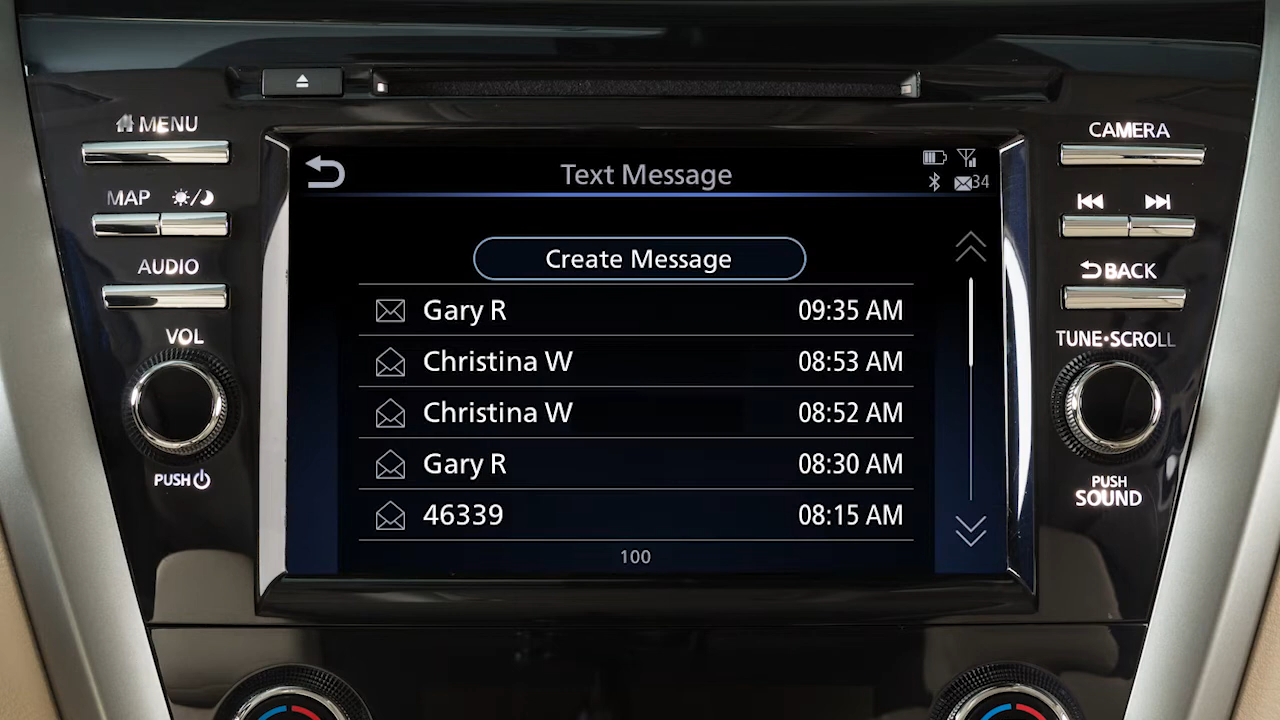 MENU
MAP
AUDIO
VOL
PUSH
Text Message
34
Create Message
Gary R 09:35 AM
Christina W 08:53 AM
Christina W 08:52 AM
Gary R 08:30 AM
46339 08:15 AM
100
CAMERA
BACK
TUNE•SCROLL
PUSH
SOUND